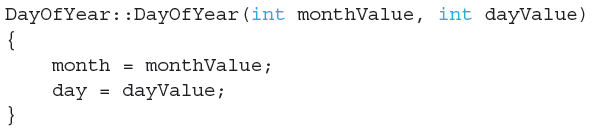 DayOfYear::DayOfYear(int monthValue, int dayValue)
{
    month = monthValue;
    day = dayValue;
}